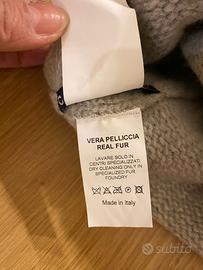 VERA PELLICCIA
REAL FUR
LAVARE SOLO IN
CENTRI SPECIALIZZATI
DRY CLEANING ONLY IN
SPECIALIZED FUR
FOUNDRY
Made in Italy
subito